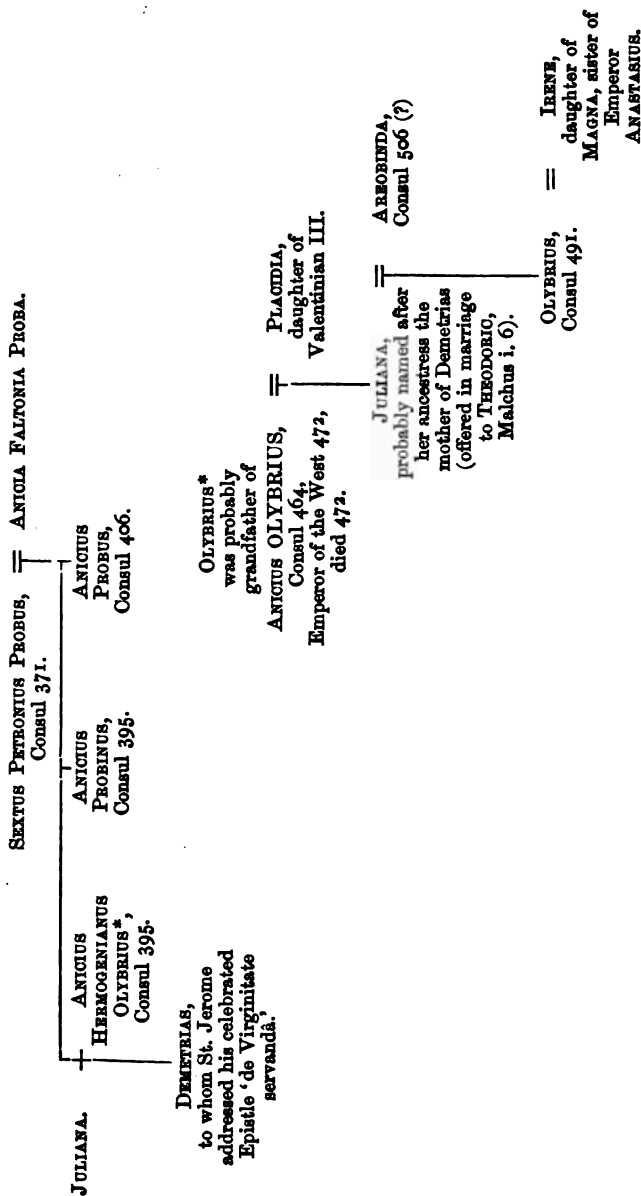 SEXTUS PETRONIUS PROBUS,
Consul 371.
=
ANICIA FALTONIA PROBA.
JULIANA.
ANICIUS
HERMOGENIANUS
OLYBRIUS*,
Consul 395.
ANICIUS
PROBINUS,
Consul 395.
ANICIUS
PROBUS,
Consul 406.
DEMETRIAS,
to whom St. Jerome
addressed his celebrated
Epistle ‘de Virginitate
servandâ.’
OLYBRIUS*
was probably
grandfather of
ANICIUS OLYBRIUS,
Consul 464,
Emperor of the West 472,
died 472.
=
PLACIDIA,
daughter of
Valentinian III.
JULIANA,
probably named after
her ancestress the
mother of Demetrias
(offered in marriage
to THEODORIC,
Malchus i. 6).
=
AREOBINDA,
Consul 506 (?)
OLYBRIUS,
Consul 491.
=
IRENE,
daughter of
MAGNA, sister of
Emperor
ANASTASIUS.